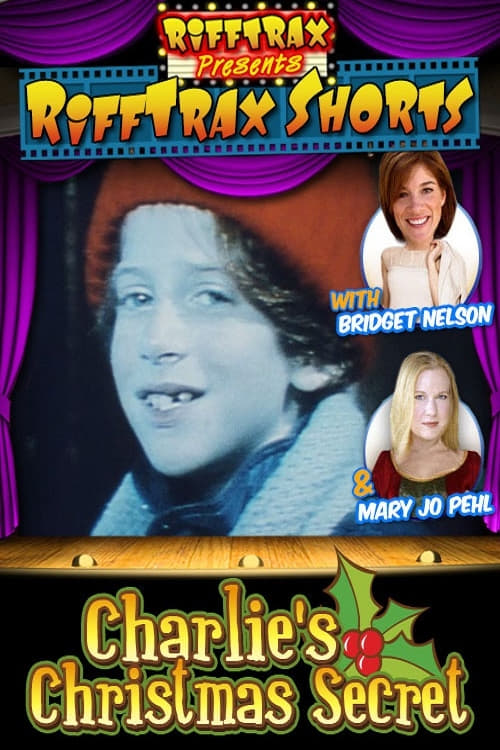 RiffTrax
Presents
RiffTrax Shorts
WITH
BRIDGET NELSON
&
MARY JO PEHL
Charlie's
Christmas Secret